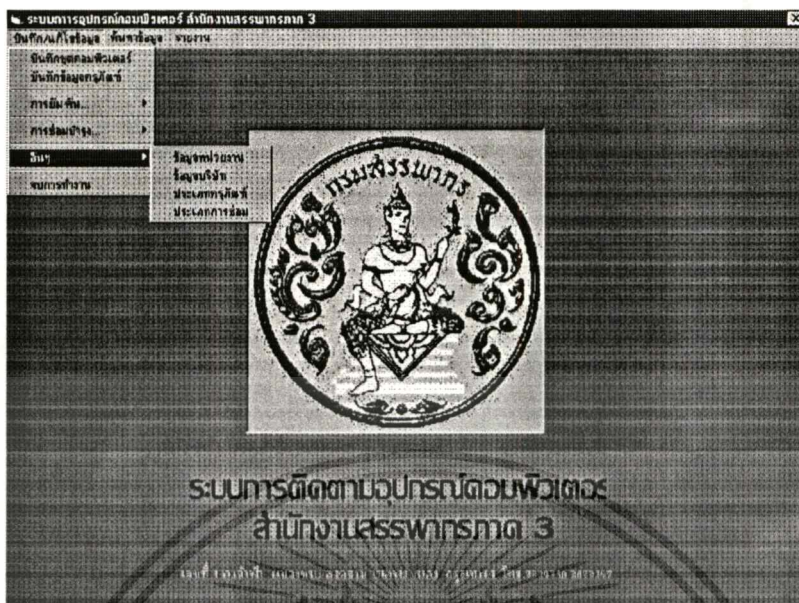 ระบบการอุปกรณ์คอมพิวเตอร์ สำนักงานสรรพากรภาค 3
บันทึก/แก้ไขข้อมูล ค้นหาข้อมูล รายงาน
บันทึกชุดคอมพิวเตอร์
บันทึกข้อมูลครุภัณฑ์
การยืม/คืน...
การซ่อมบำรุง...
อื่นๆ
จบการทำงาน
ข้อมูลหน่วยงาน
ข้อมูลบริษัท
ประเภทครุภัณฑ์
ประเภทการซ่อม
กรมสรรพากร
ระบบการติดตามอุปกรณ์คอมพิวเตอร์
สำนักงานสรรพากรภาค 3